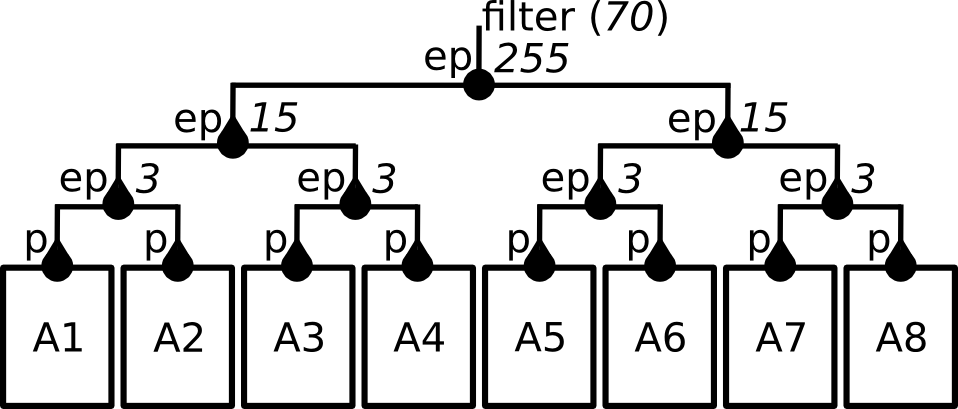 filter (70)
ep 255
ep 15 ep 15
ep 3 ep 3 ep 3 ep 3
p p p p p p p p
A1 A2 A3 A4 A5 A6 A7 A8